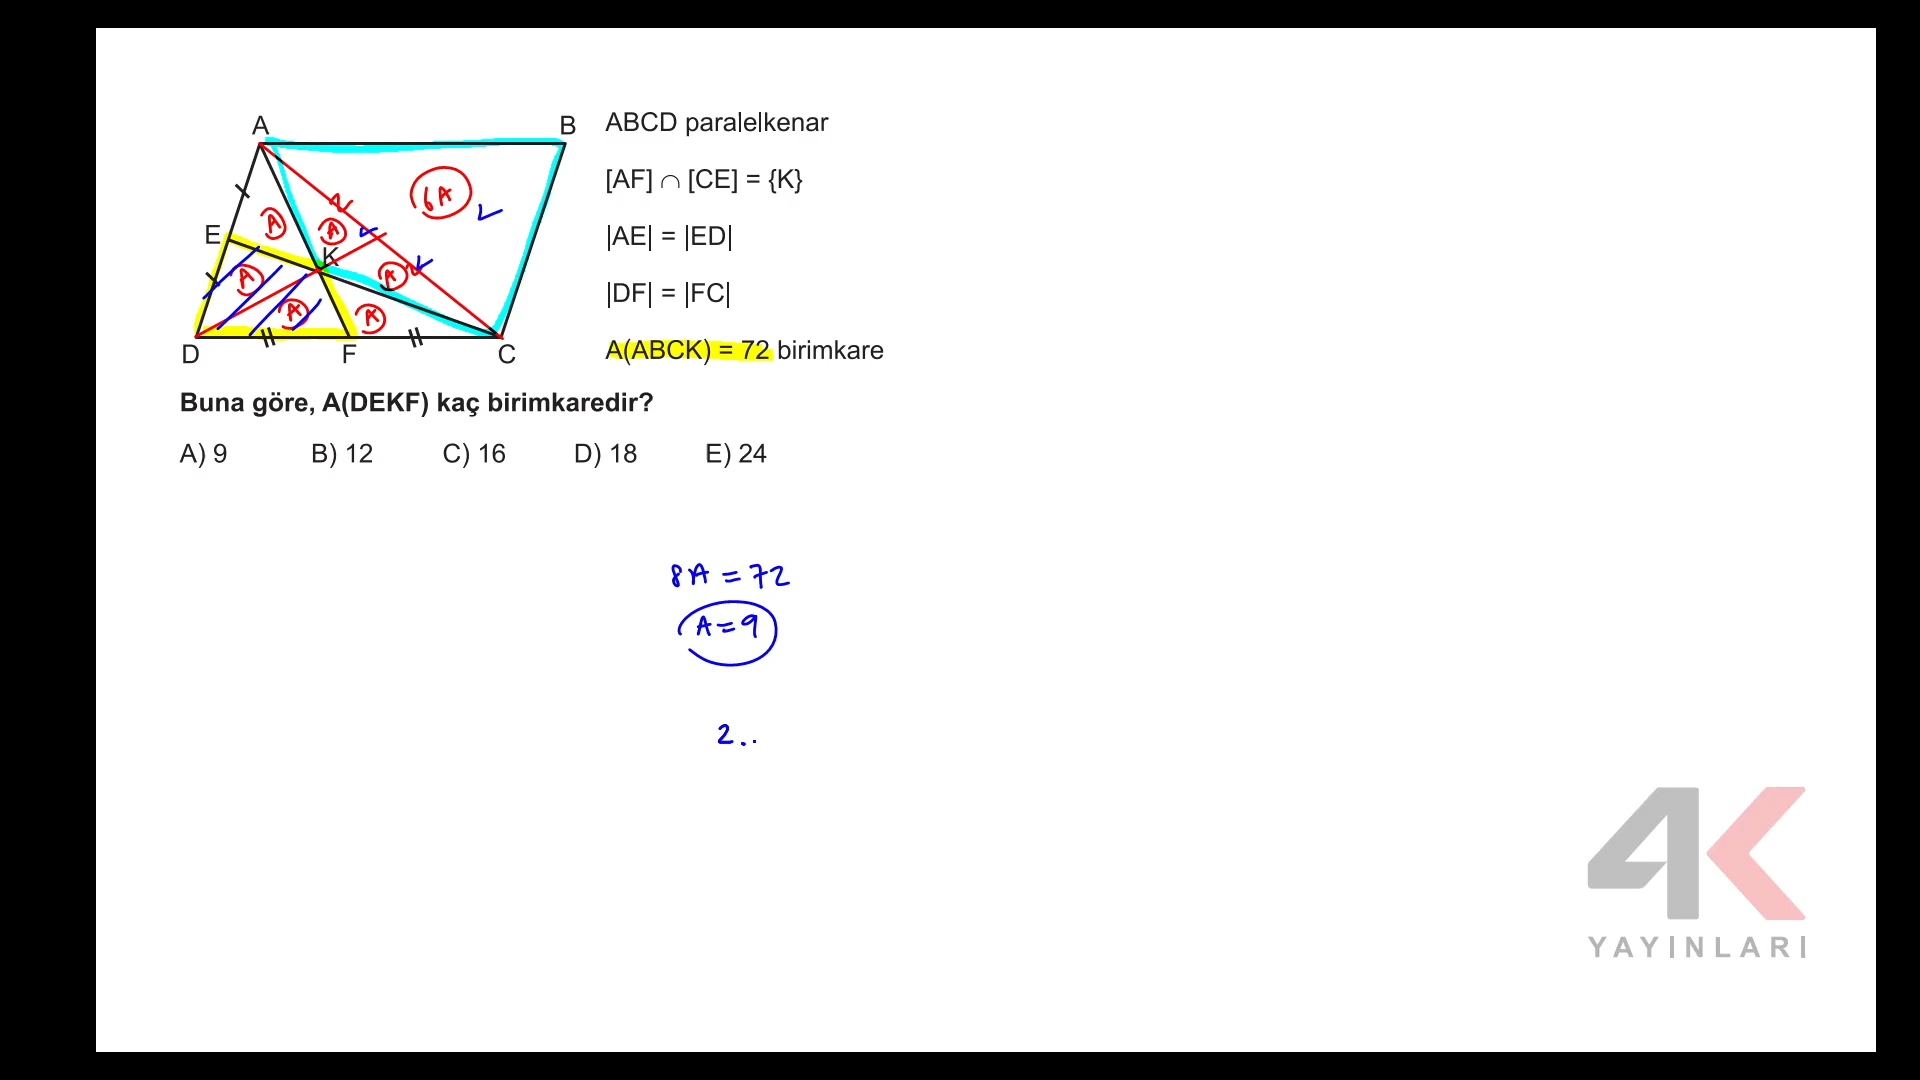 A B
ABCD paralelkenar
[AF] ∩ [CE] = {K}
6A
A A
E K
|AE| = |ED|
A A
|DF| = |FC|
A A
D F C
A(ABCK) = 72 birimkare
Buna göre, A(DEKF) kaç birimkaredir?
A) 9 B) 12 C) 16 D) 18 E) 24
8A = 72
A = 9
2 . .
4K
YAYINLARI